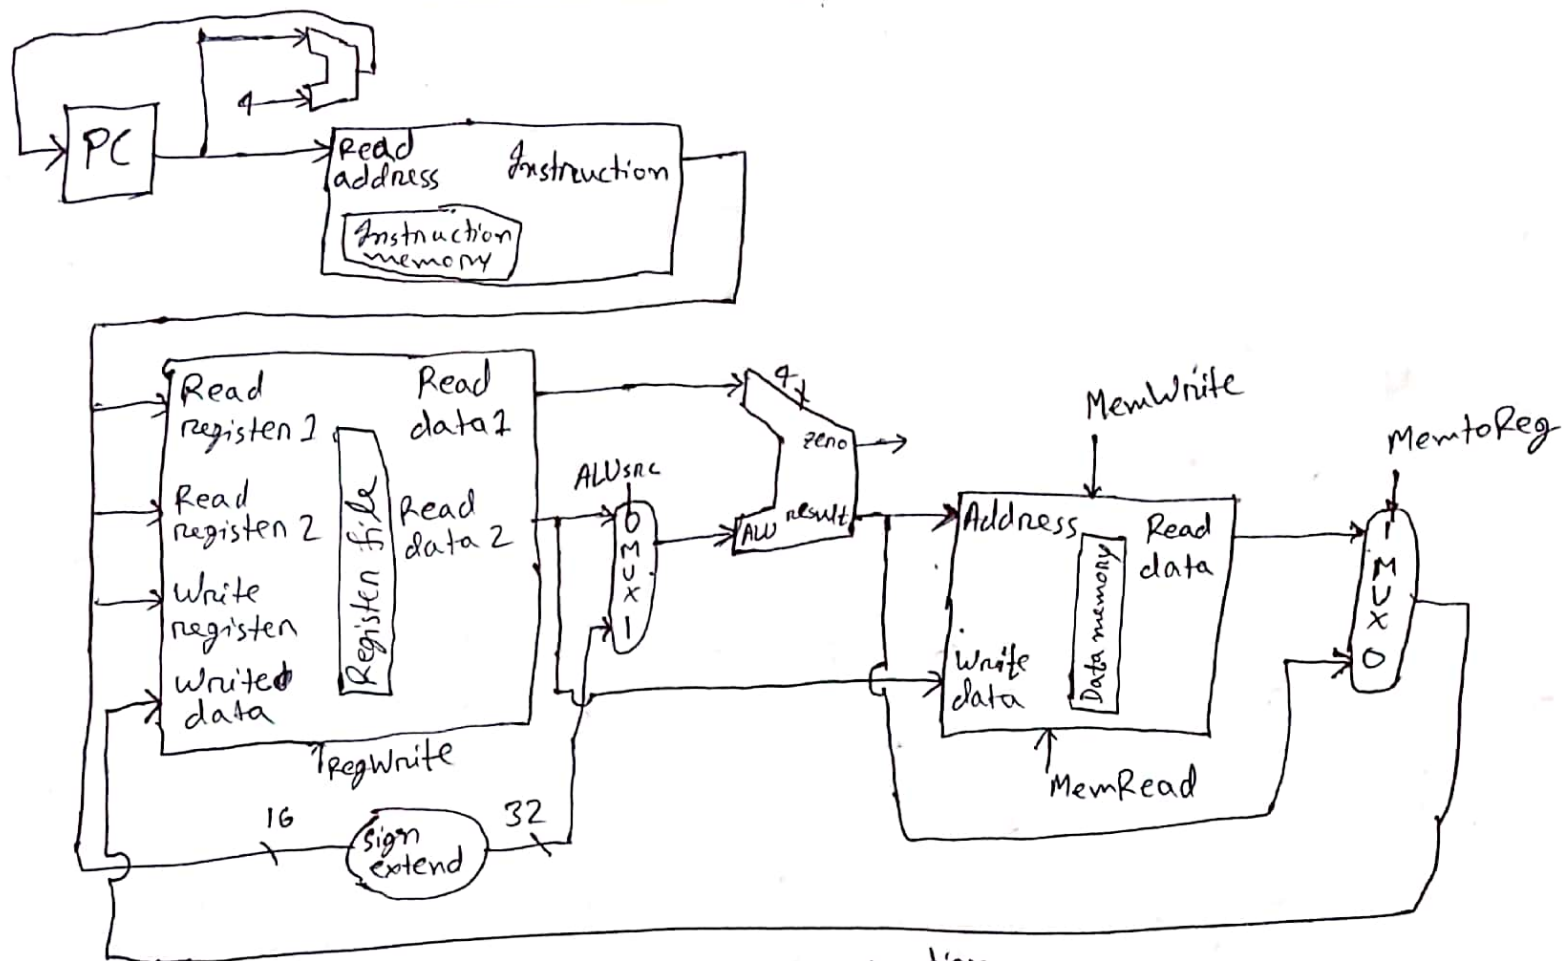 4
PC
Read
address
Instruction
Instruction
memory
Read
register 1
Read
data 1
Read
register 2
Read
data 2
Write
register
Write
data
Register file
RegWrite
16
sign
extend
32
ALUSRC
0
M
U
X
1
4
zero
result
ALU
MemWrite
Address
Read
data
Data memory
Write
data
MemRead
MemtoReg
1
M
U
X
0